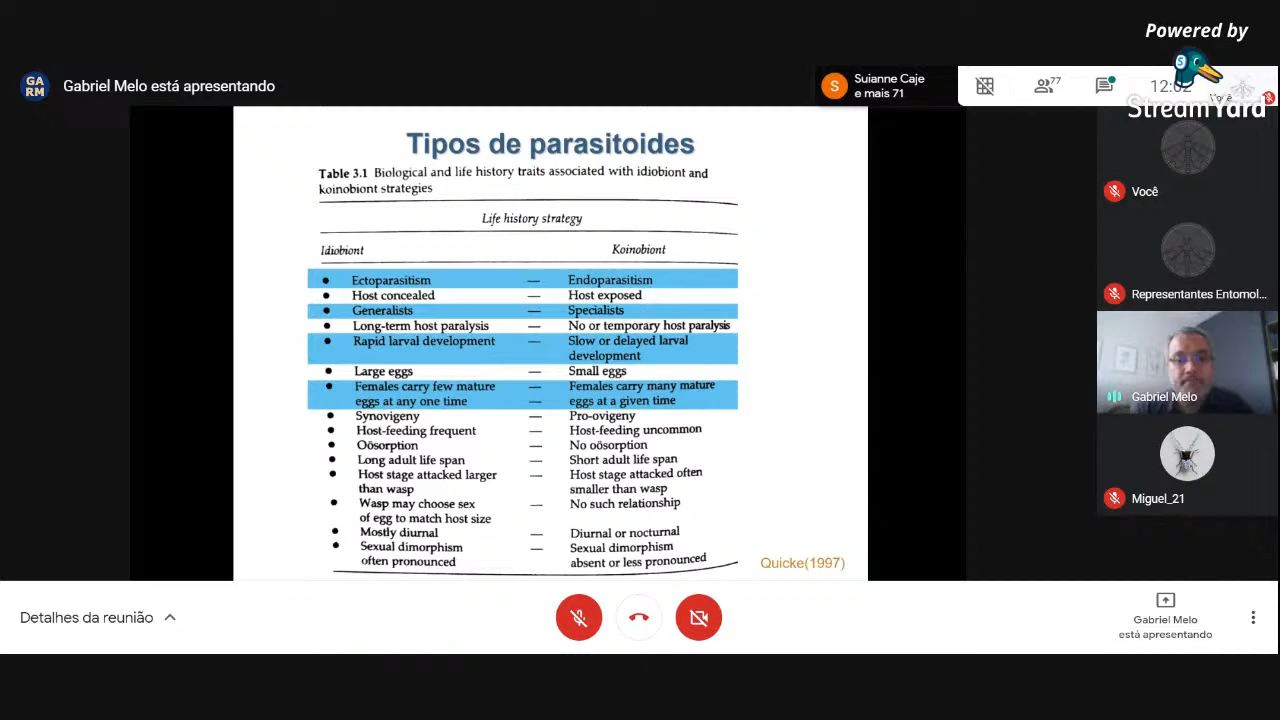 Powered by
StreamYard
GA
RM
Gabriel Melo está apresentando
S
Suianne Caje
e mais 71
77
12:02
Você
Tipos de parasitoides
Table 3.1 Biological and life history traits associated with idiobiont and
koinobiont strategies
Life history strategy
Idiobiont Koinobiont
• Ectoparasitism — Endoparasitism
• Host concealed — Host exposed
• Generalists — Specialists
• Long-term host paralysis — No or temporary host paralysis
• Rapid larval development — Slow or delayed larval
development
• Large eggs — Small eggs
• Females carry few mature — Females carry many mature
eggs at any one time — eggs at a given time
• Synovigeny — Pro-ovigeny
• Host-feeding frequent — Host-feeding uncommon
• Oösorption — No oösorption
• Long adult life span — Short adult life span
• Host stage attacked larger — Host stage attacked often
than wasp smaller than wasp
• Wasp may choose sex — No such relationship
of egg to match host size
• Mostly diurnal — Diurnal or nocturnal
• Sexual dimorphism — Sexual dimorphism
often pronounced absent or less pronounced
Quicke(1997)
Você
Representantes Entomol...
Gabriel Melo
Miguel_21
Detalhes da reunião
Gabriel Melo
está apresentando